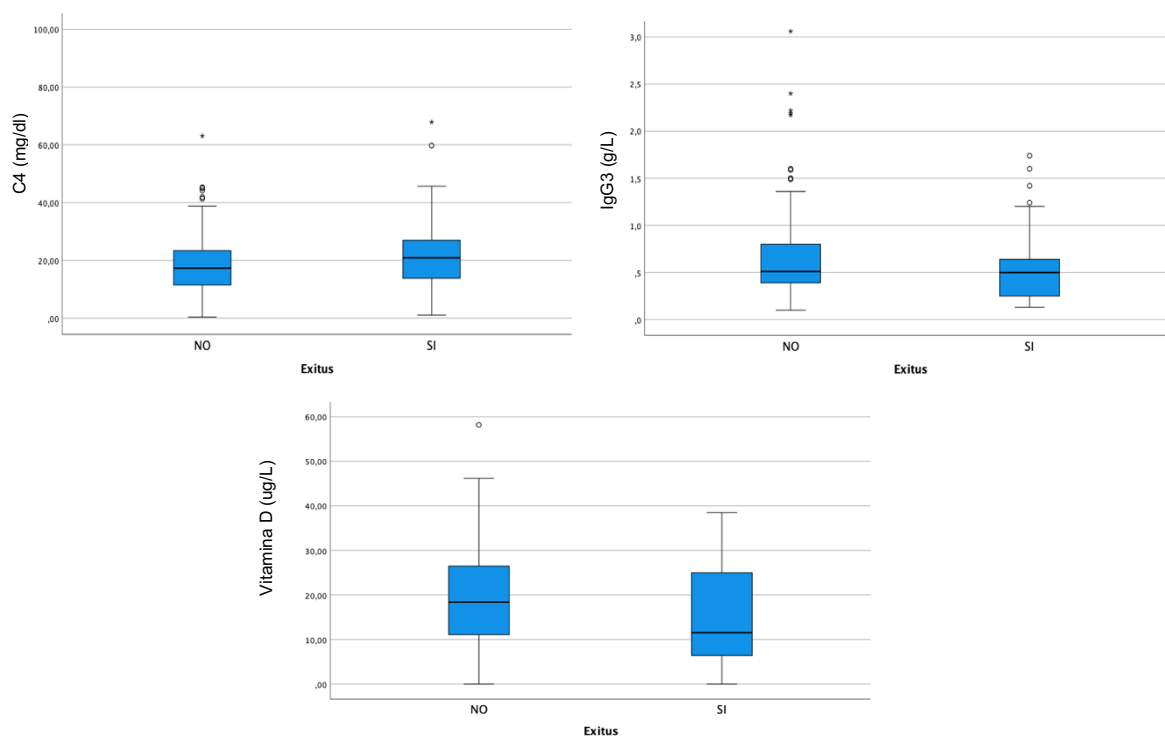 C4 (mg/dl)
100,00
80,00
60,00
40,00
20,00
,00
NO
SI
Exitus
IgG3 (g/L)
3,0
2,5
2,0
1,5
1,0
,5
,0
NO
SI
Exitus
Vitamina D (ug/L)
60,00
50,00
40,00
30,00
20,00
10,00
,00
NO
SI
Exitus